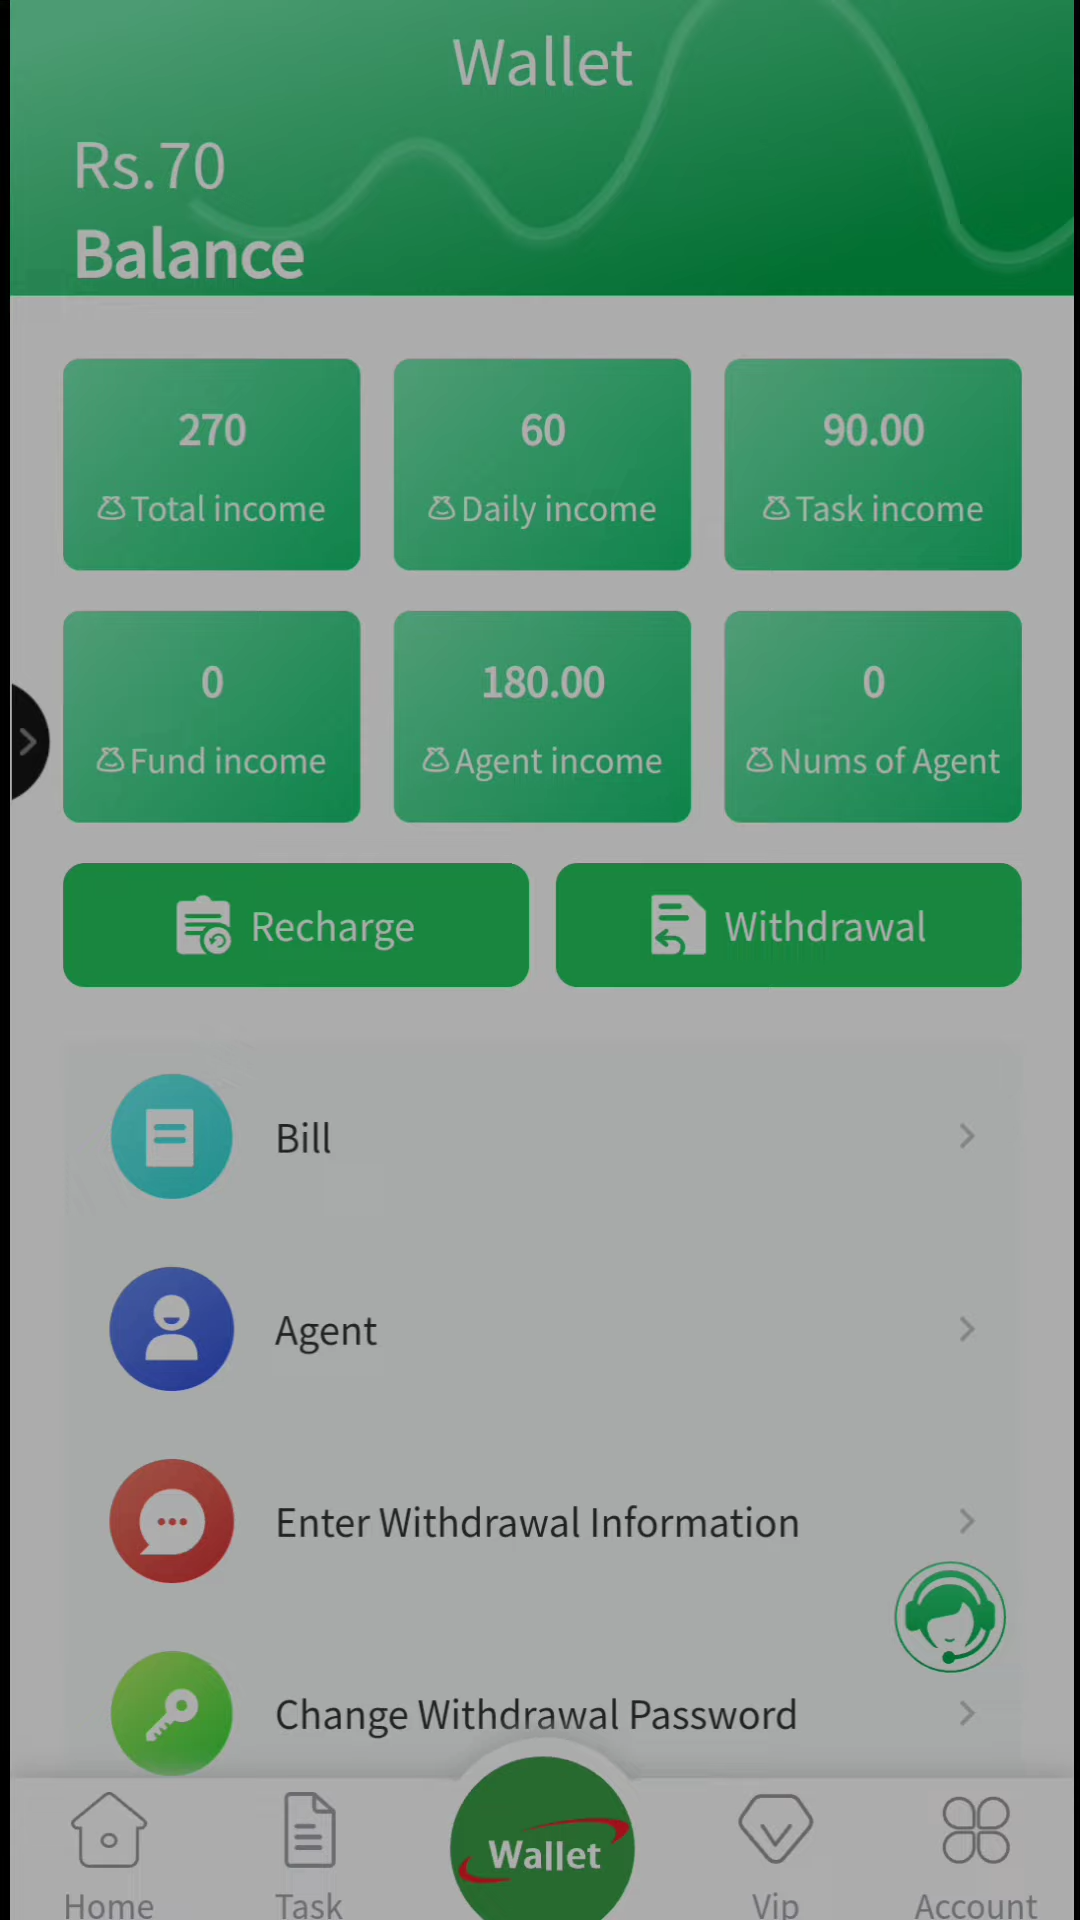 Wallet
Rs.70
Balance
270
60
90.00
Total income
Daily income
Task income
0
180.00
0
Fund income
Agent income
Nums of Agent
Recharge
Withdrawal
Bill
Agent
Enter Withdrawal Information
Change Withdrawal Password
Wallet
Home
Task
Vip
Account